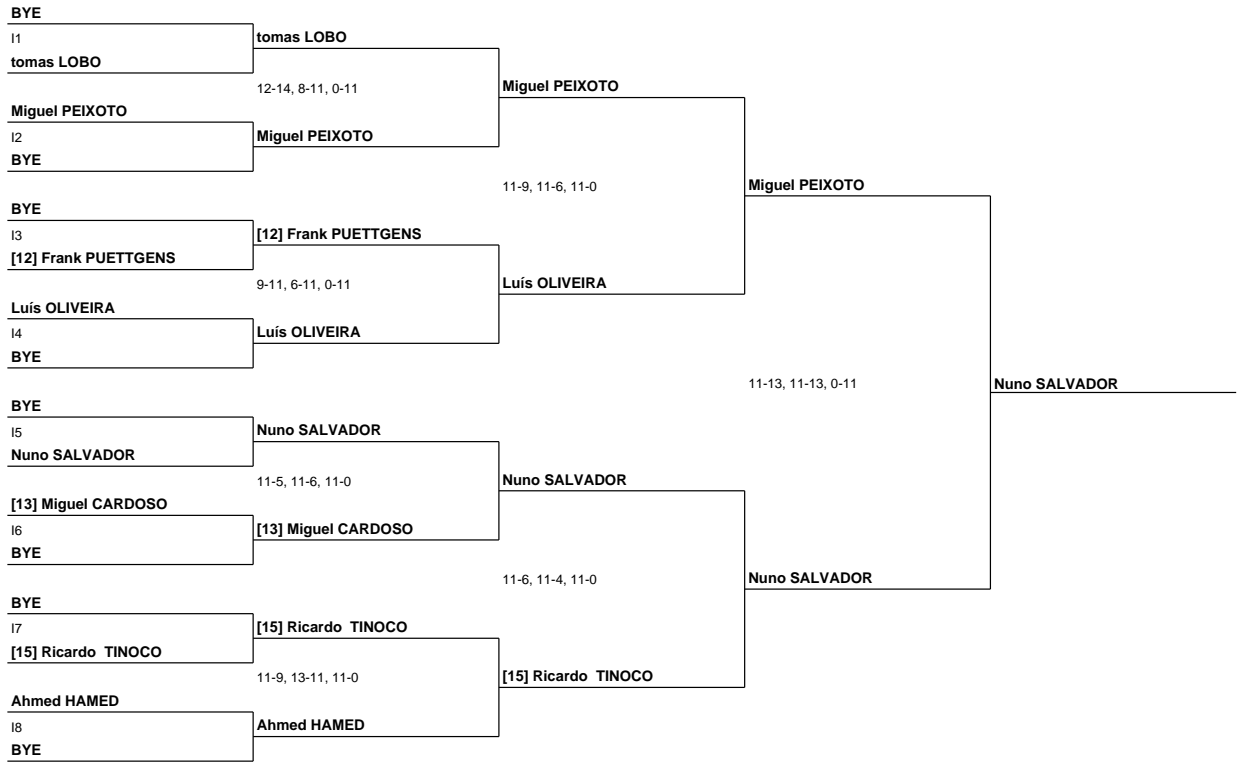 BYE
I1
tomas LOBO
Miguel PEIXOTO
I2
BYE
BYE
I3
[12] Frank PUETTGENS
Luís OLIVEIRA
I4
BYE
BYE
I5
Nuno SALVADOR
[13] Miguel CARDOSO
I6
BYE
BYE
I7
[15] Ricardo  TINOCO
Ahmed HAMED
I8
BYE
tomas LOBO
12-14, 8-11, 0-11
Miguel PEIXOTO
[12] Frank PUETTGENS
9-11, 6-11, 0-11
Luís OLIVEIRA
Nuno SALVADOR
11-5, 11-6, 11-0
[13] Miguel CARDOSO
[15] Ricardo  TINOCO
11-9, 13-11, 11-0
Ahmed HAMED
Miguel PEIXOTO
11-9, 11-6, 11-0
Luís OLIVEIRA
Nuno SALVADOR
11-6, 11-4, 11-0
[15] Ricardo  TINOCO
Miguel PEIXOTO
11-13, 11-13, 0-11
Nuno SALVADOR
Nuno SALVADOR